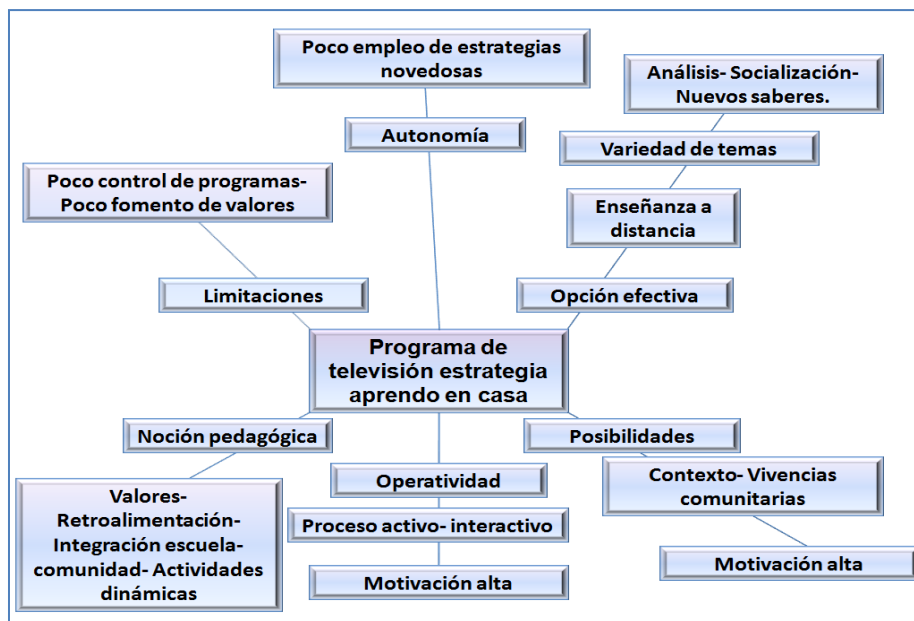 Poco empleo de estrategias
novedosas
Análisis- Socialización-
Nuevos saberes.
Autonomía
Variedad de temas
Poco control de programas-
Poco fomento de valores
Enseñanza a
distancia
Limitaciones
Opción efectiva
Programa de
televisión estrategia
aprendo en casa
Noción pedagógica
Posibilidades
Operatividad
Contexto- Vivencias
comunitarias
Valores-
Retroalimentación-
Integración escuela-
comunidad- Actividades
dinámicas
Proceso activo- interactivo
Motivación alta
Motivación alta